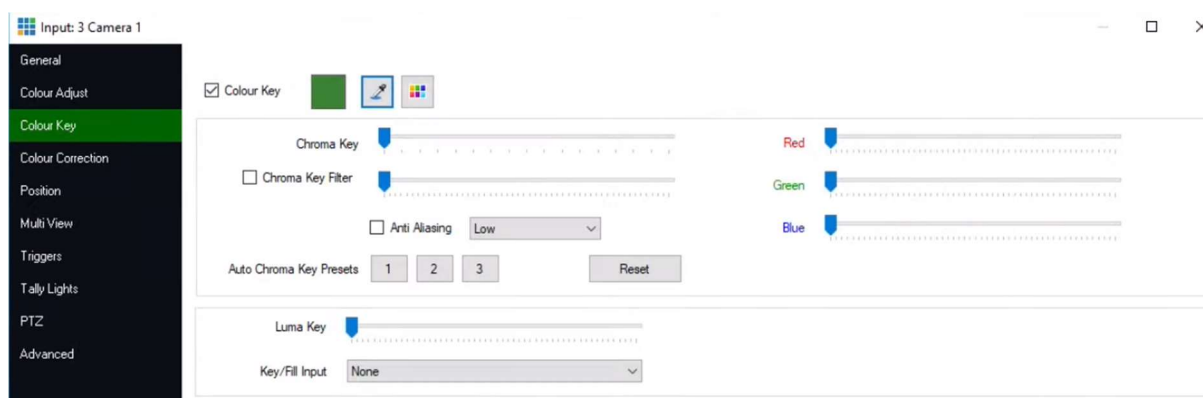 Input: 3 Camera 1
General
Colour Adjust
Colour Key
Colour Correction
Position
Multi View
Triggers
Tally Lights
PTZ
Advanced
Colour Key
Chroma Key
Chroma Key Filter
Anti Aliasing Low
Auto Chroma Key Presets 1 2 3 Reset
Red
Green
Blue
Luma Key
Key/Fill Input None